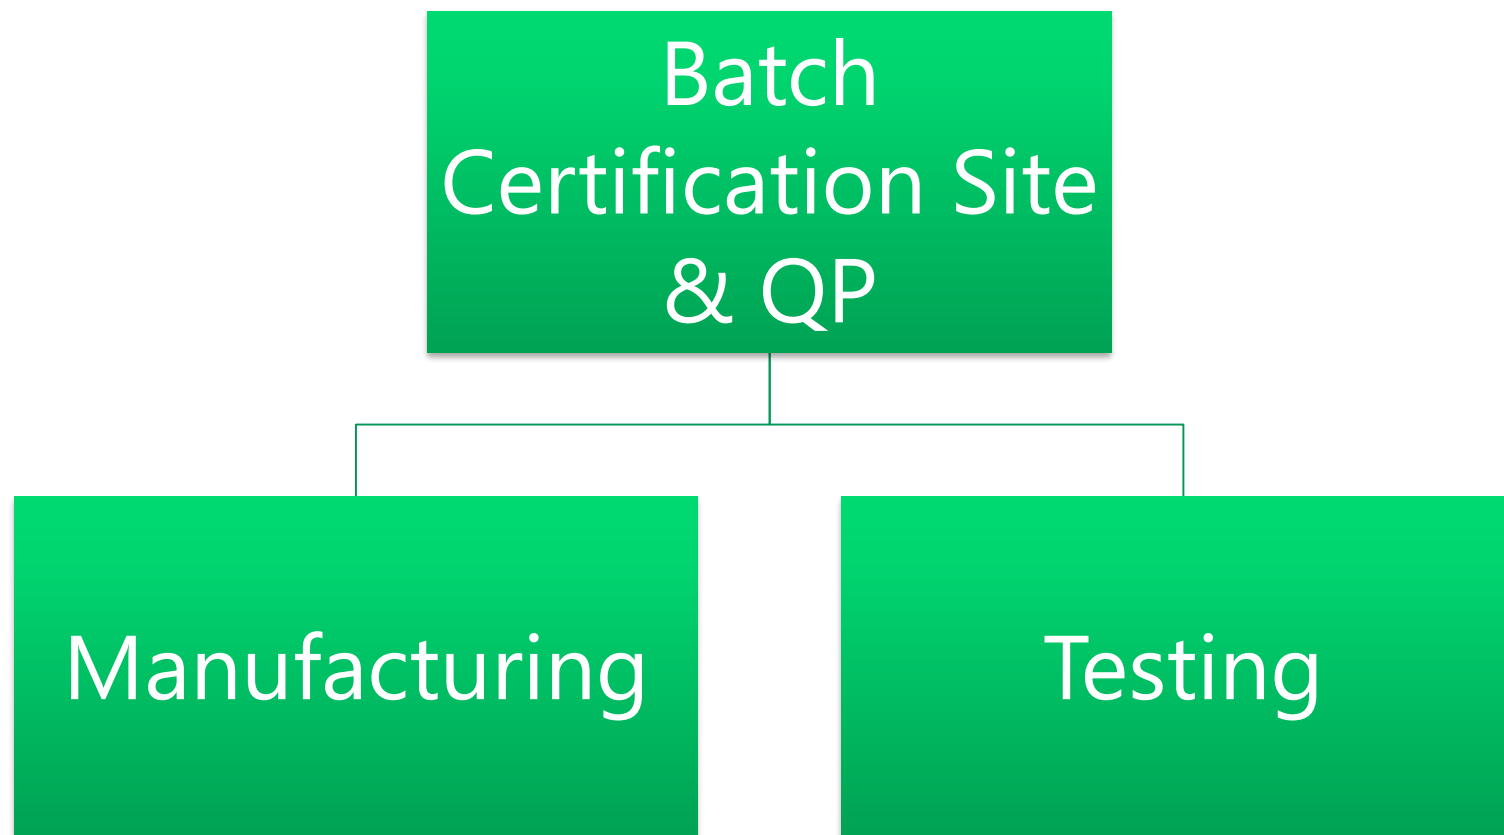 Batch
Certification Site
& QP
Manufacturing
Testing